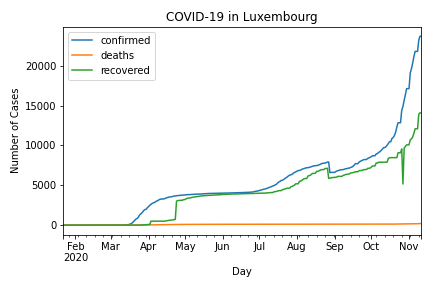 COVID-19 in Luxembourg
confirmed
deaths
recovered
Number of Cases
20000
15000
10000
5000
0
Feb Mar Apr May Jun Jul Aug Sep Oct Nov
2020
Day